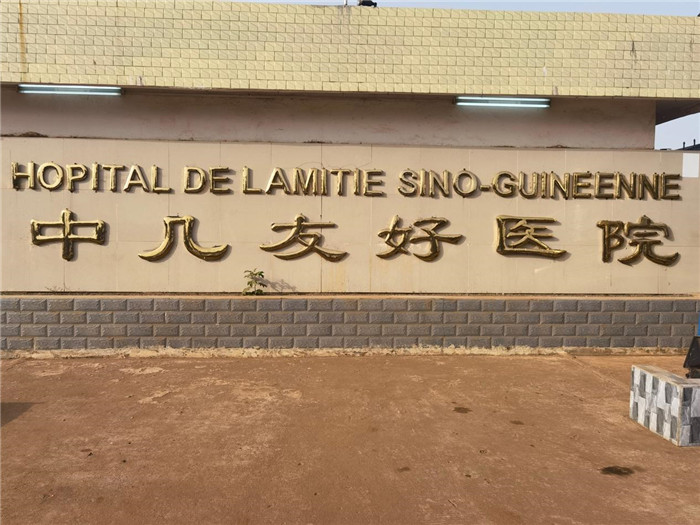 HOPITAL DE LAMITIE SINO-GUINEENNE
中几友好医院